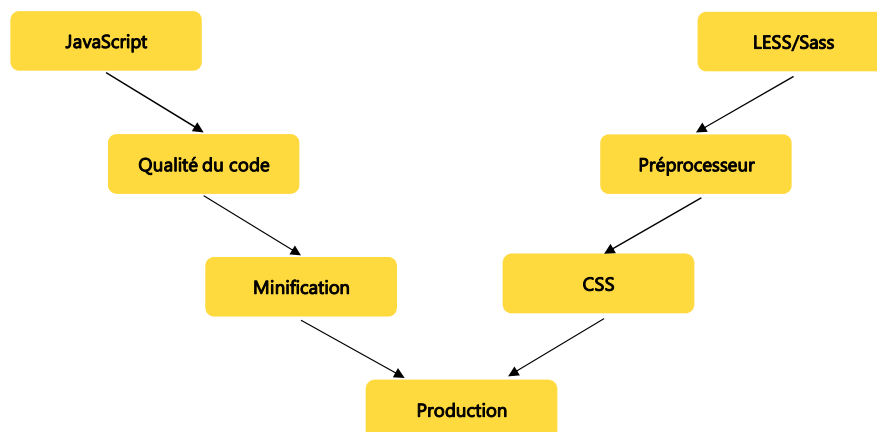 JavaScript
LESS/Sass
Qualité du code
Préprocesseur
Minification
CSS
Production